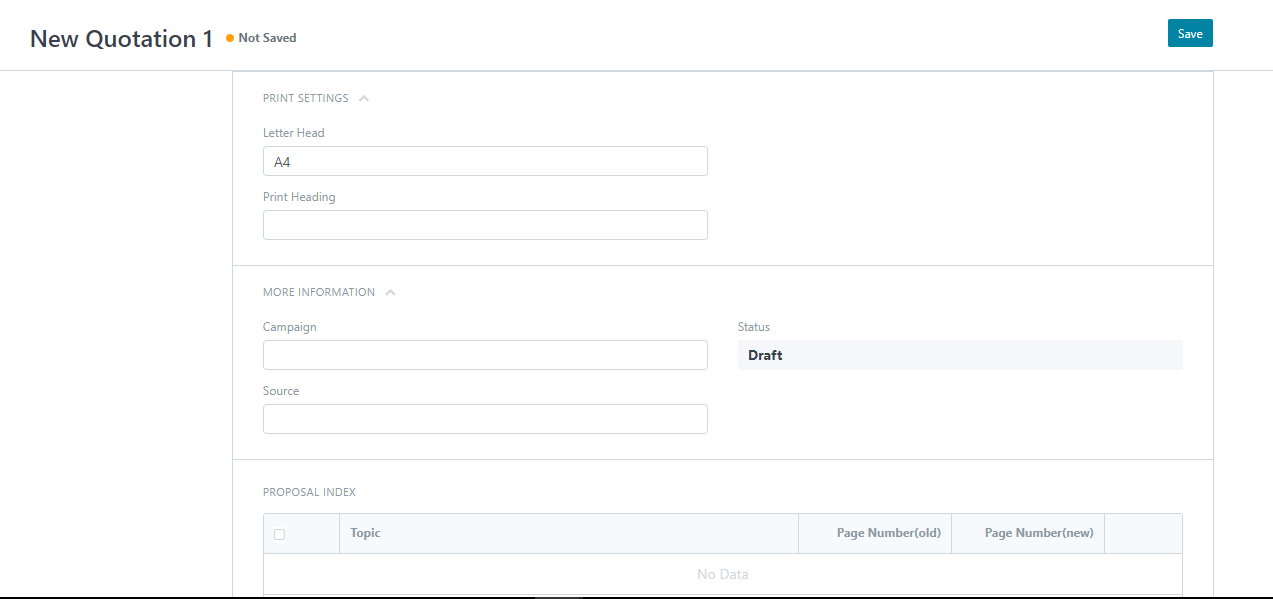 New Quotation 1 Not Saved Save
PRINT SETTINGS
Letter Head
A4
Print Heading
MORE INFORMATION
Campaign Status
Draft
Source
PROPOSAL INDEX
Topic Page Number(old) Page Number(new)
No Data